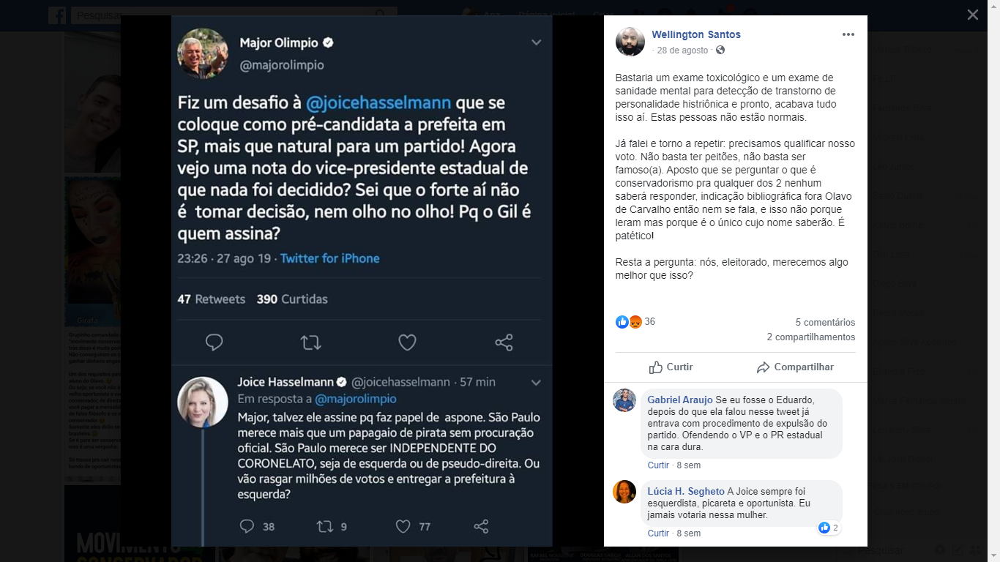 Pesquisar
Major Olimpio
@majorolimpio
Fiz um desafio à @joicehasselmann que se
coloque como pré-candidata a prefeita em
SP, mais que natural para um partido! Agora
vejo uma nota do vice-presidente estadual de
que nada foi decidido? Sei que o forte aí não
é  tomar decisão, nem olho no olho! Pq o Gil é
quem assina?
23:26 · 27 ago 19 · Twitter for iPhone
47 Retweets 390 Curtidas
Joice Hasselmann @joicehasselmann · 57 min
Em resposta a @majorolimpio
Major, talvez ele assine pq faz papel de  aspone. São Paulo
merece mais que um papagaio de pirata sem procuração
oficial. São Paulo merece ser INDEPENDENTE DO
CORONELATO, seja de esquerda ou de pseudo-direita. Ou
vão rasgar milhões de votos e entregar a prefeitura à
esquerda?
38 9 77
Wellington Santos
· 28 de agosto ·
Bastaria um exame toxicológico e um exame de
sanidade mental para detecção de transtorno de
personalidade histriônica e pronto, acabava tudo
isso aí. Estas pessoas não estão normais.
Já falei e torno a repetir: precisamos qualificar nosso
voto. Não basta ter peitões, não basta ser
famoso(a). Aposto que se perguntar o que é
conservadorismo pra qualquer dos 2 nenhum
saberá responder, indicação bibliográfica fora Olavo
de Carvalho então nem se fala, e isso não porque
leram mas porque é o único cujo nome saberão. É
patético!
Resta a pergunta: nós, eleitorado, merecemos algo
melhor que isso?
36
5 comentários
2 compartilhamentos
Curtir Compartilhar
Gabriel Araujo Se eu fosse o Eduardo,
depois do que ela falou nesse tweet já
entrava com procedimento de expulsão do
partido. Ofendendo o VP e o PR estadual
na cara dura.
Curtir · 8 sem
Lúcia H. Segheto A Joice sempre foi
esquerdista, picareta e oportunista. Eu
jamais votaria nessa mulher.
2
Curtir · 8 sem